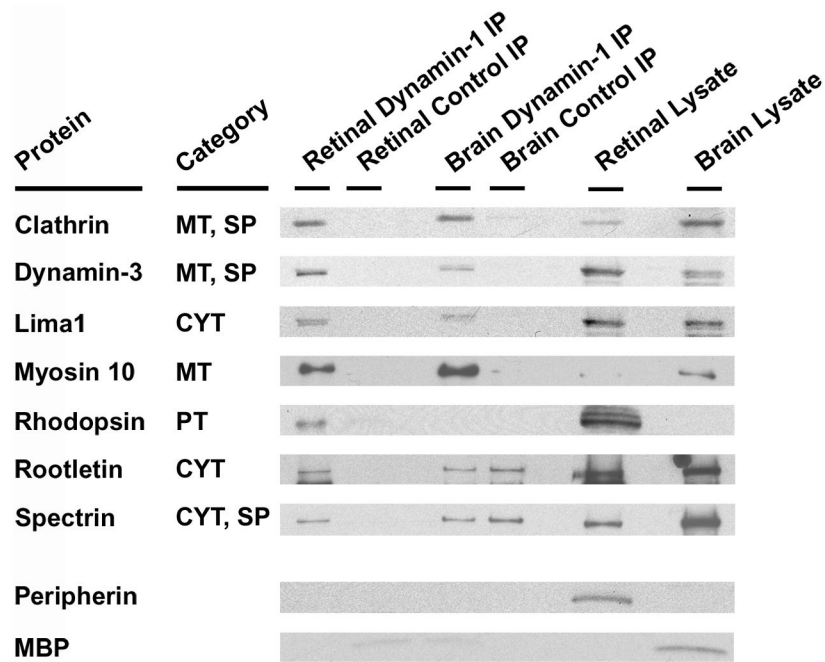 Protein
Category
Retinal Dynamin-1 IP
Retinal Control IP
Brain Dynamin-1 IP
Brain Control IP
Retinal Lysate
Brain Lysate
Clathrin MT, SP
Dynamin-3 MT, SP
Lima1 CYT
Myosin 10 MT
Rhodopsin PT
Rootletin CYT
Spectrin CYT, SP
Peripherin
MBP